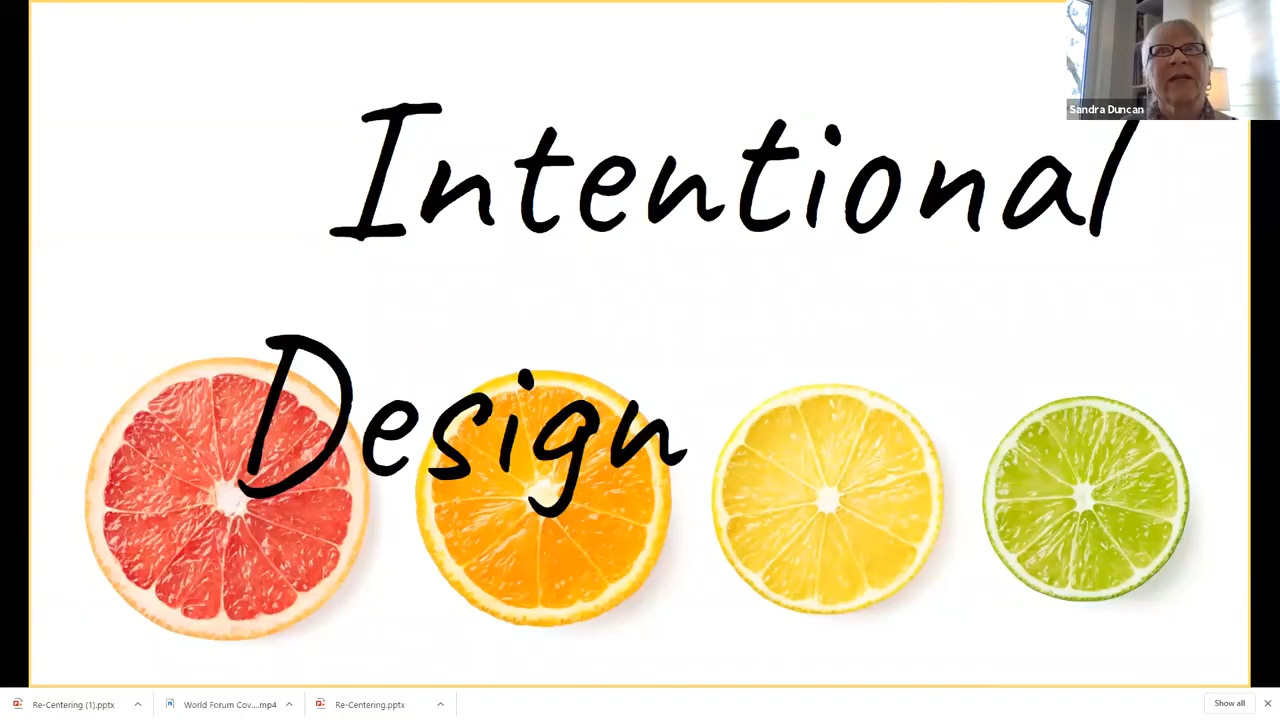 Sandra Duncan
Intentional
Design
Re-Centering (1).pptx
World Forum Cov....mp4
Re-Centering.pptx
Show all